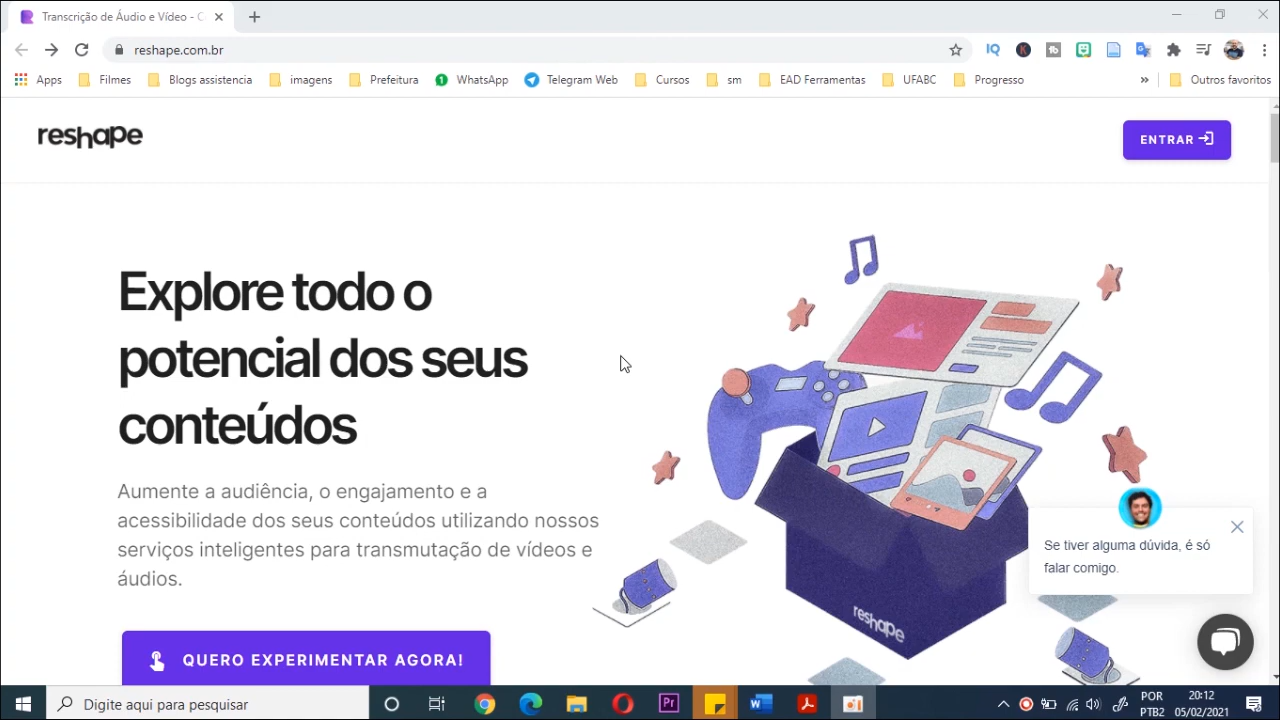 Transcrição de Áudio e Vídeo - C
reshape.com.br
Apps Filmes Blogs assistencia imagens Prefeitura WhatsApp Telegram Web Cursos sm EAD Ferramentas UFABC Progresso » Outros favoritos
reshape
ENTRAR
Explore todo o
potencial dos seus
conteúdos
Aumente a audiência, o engajamento e a
acessibilidade dos seus conteúdos utilizando nossos
serviços inteligentes para transmutação de vídeos e
áudios.
QUERO EXPERIMENTAR AGORA!
reshape
Se tiver alguma dúvida, é só
falar comigo.
Digite aqui para pesquisar
POR
PTB2
20:12
05/02/2021